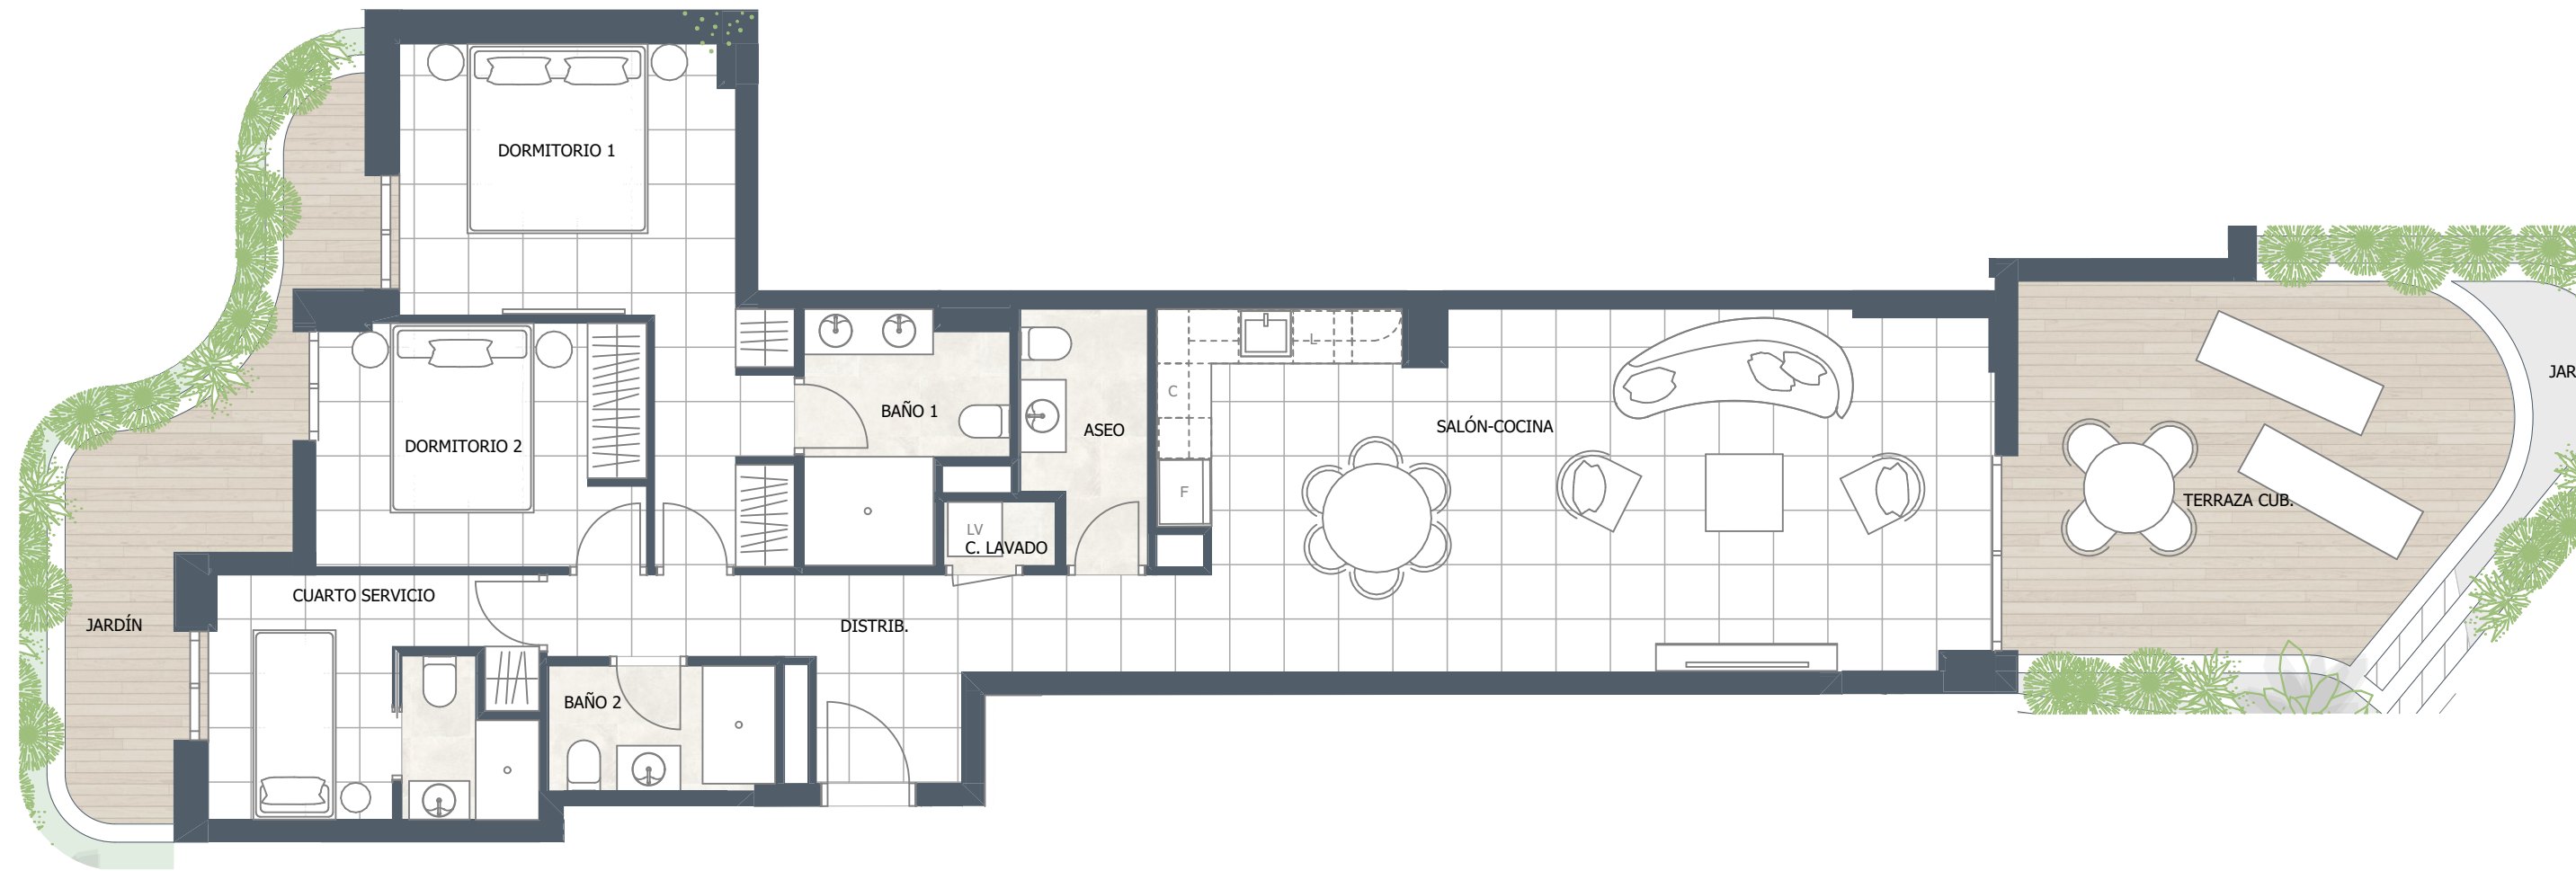 DORMITORIO 1
DORMITORIO 2
BAÑO 1
ASEO
C
L
F
SALÓN-COCINA
JAR
TERRAZA CUB.
LV
C. LAVADO
CUARTO SERVICIO
JARDÍN
DISTRIB.
BAÑO 2